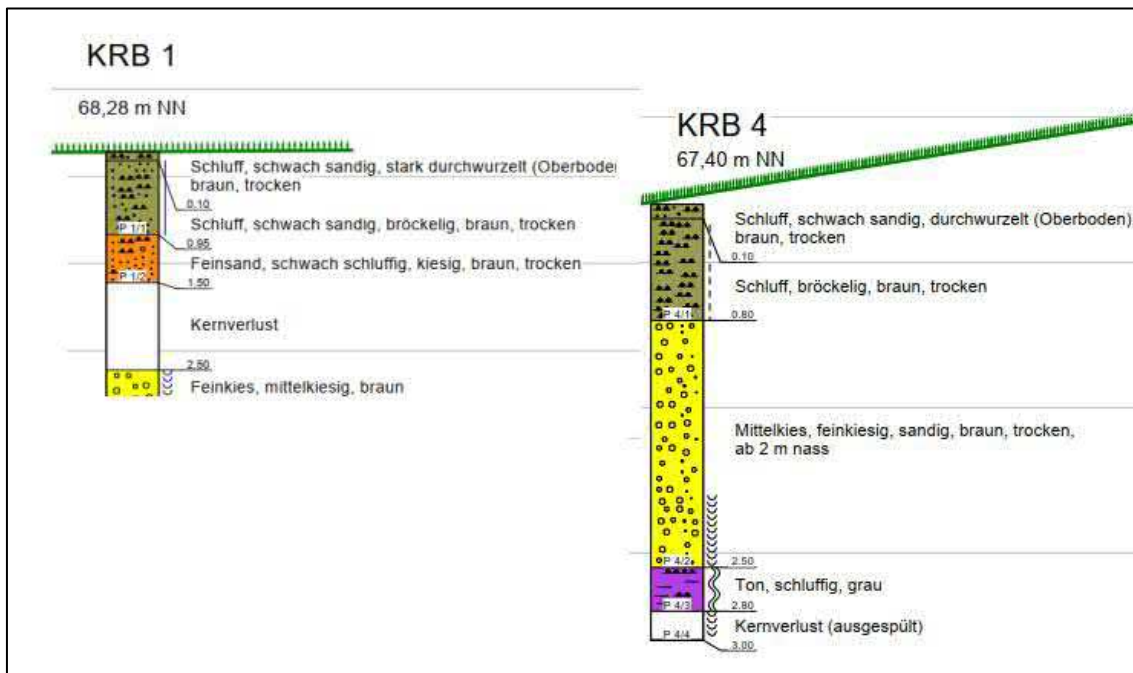 KRB 1
68,28 m NN
Schluff, schwach sandig, stark durchwurzelt (Oberboden
braun, trocken
0.10
Schluff, schwach sandig, bröckelig, braun, trocken
P 1/1
0.95
Feinsand, schwach schluffig, kiesig, braun, trocken
P 1/2
1.50
Kernverlust
2.50
Feinkies, mittelkiesig, braun
KRB 4
67,40 m NN
Schluff, schwach sandig, durchwurzelt (Oberboden)
braun, trocken
0.10
Schluff, bröckelig, braun, trocken
P 4/1
0.80
Mittelkies, feinkiesig, sandig, braun, trocken,
ab 2 m nass
P 4/2
2.50
Ton, schluffig, grau
P 4/3
2.80
Kernverlust (ausgespült)
P 4/4
3.00